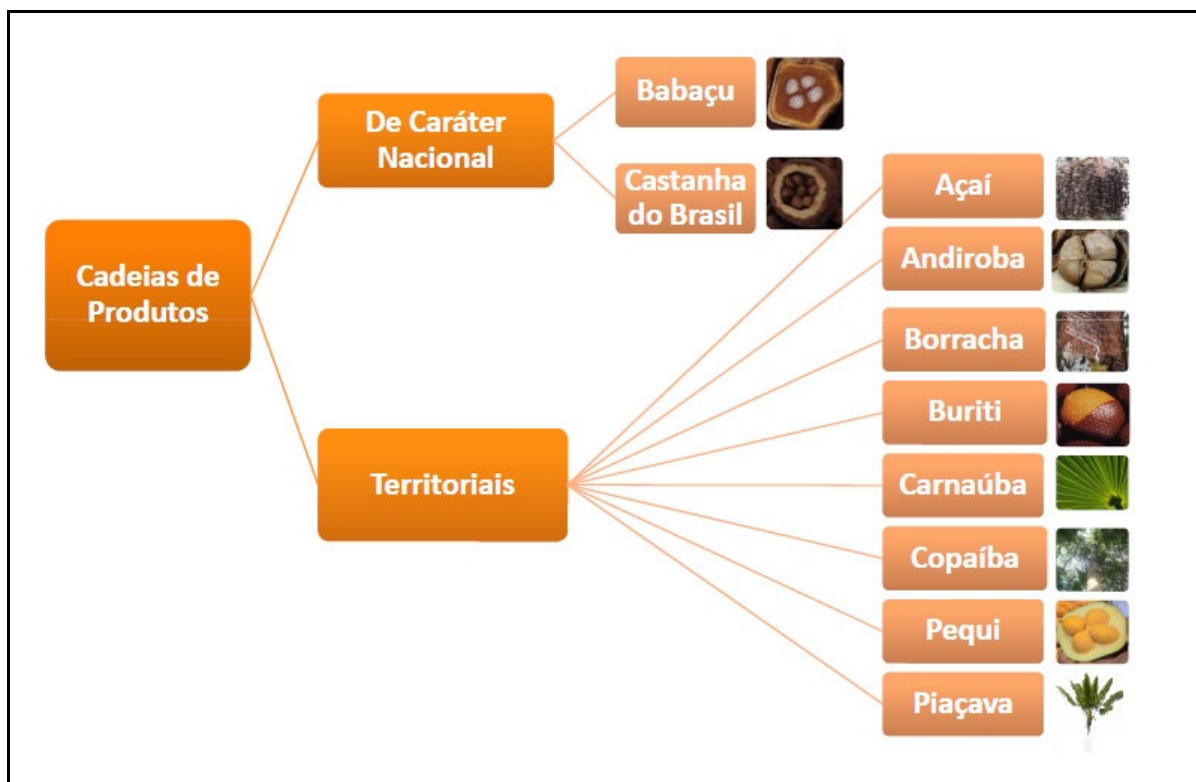 Cadeias de
Produtos
De Caráter
Nacional
Babaçu
Castanha
do Brasil
Territoriais
Açaí
Andiroba
Borracha
Buriti
Carnaúba
Copaíba
Pequi
Piaçava